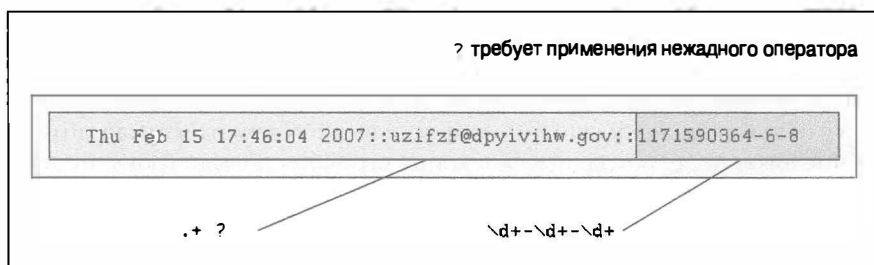 ? требует применения нежадного оператора
Thu Feb 15 17:46:04 2007::uzifzf@dpyivihw.gov::1171590364-6-8
.+ ?
\d+-\d+-\d+